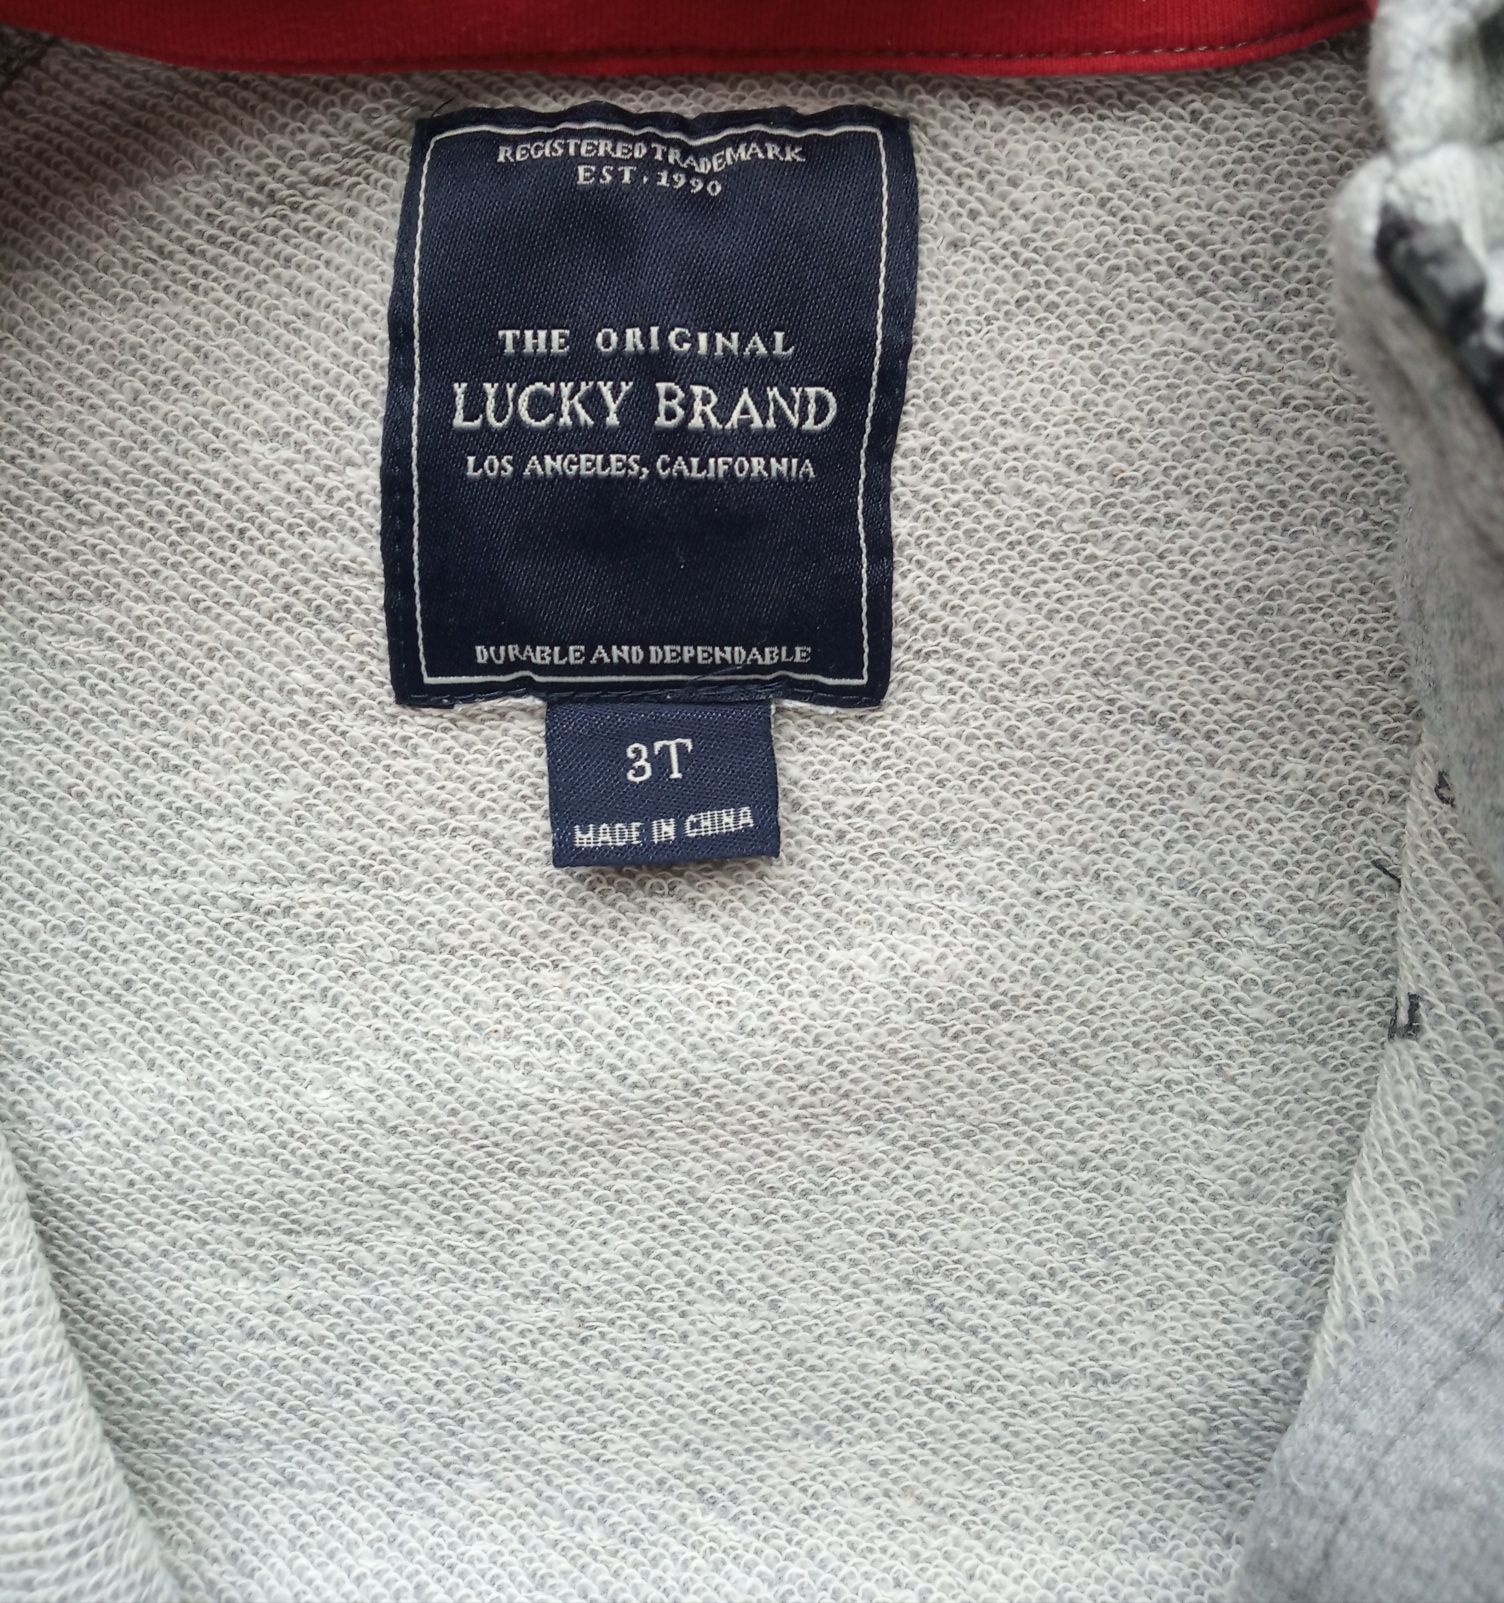 REGISTERED TRADEMARK
EST. 1990
THE ORIGINAL
LUCKY BRAND
LOS ANGELES, CALIFORNIA
DURABLE AND DEPENDABLE
3T
MADE IN CHINA